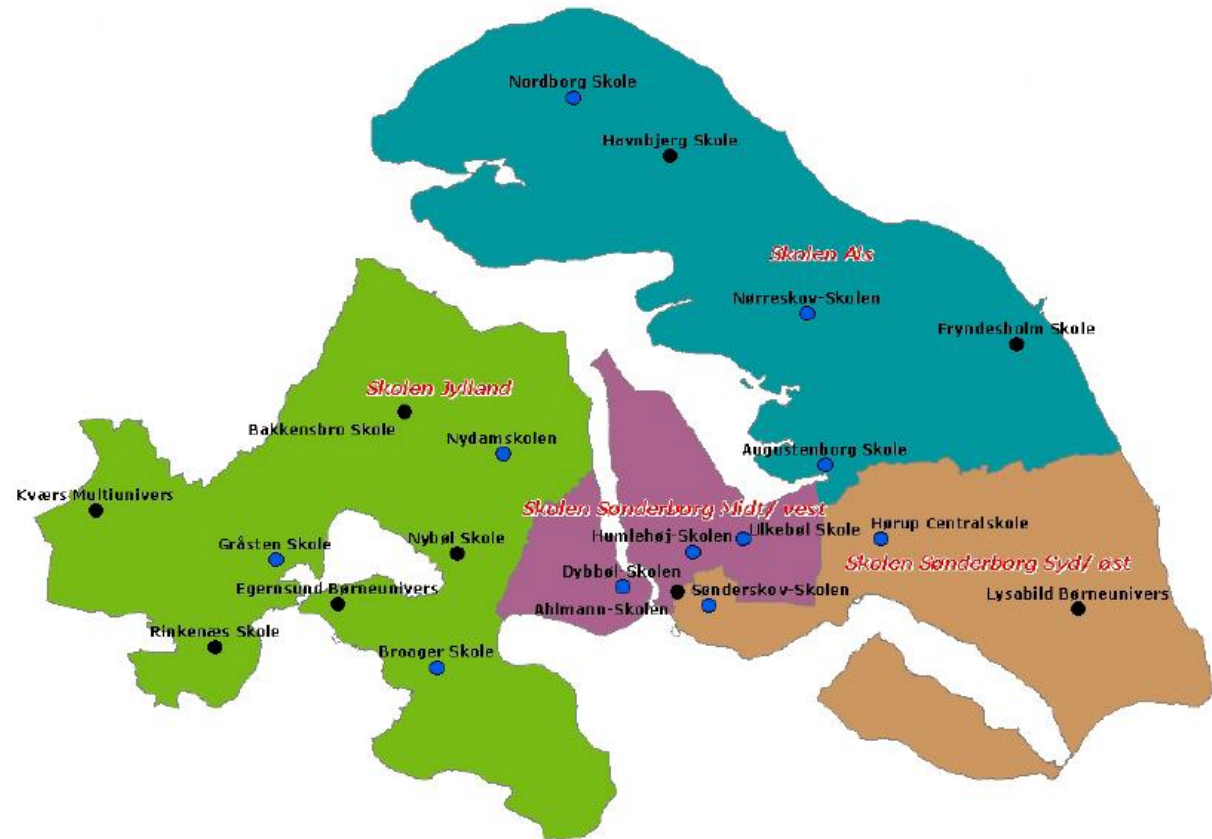 Nordborg Skole
Havnbjerg Skole
Skolen Als
Nørreskov-Skolen
Fryndesholm Skole
Skolen Jylland
Bakkensbro Skole
Nydamskolen
Augustenborg Skole
Kværs Multiunivers
Skolen Sønderborg Midt/ vest
Ulkebøl Skole
Hørup Centralskole
Humlehøj-Skolen
Gråsten Skole
Nybøl Skole
Skolen Sønderborg Syd/ øst
Dybbøl-Skolen
Egernsund Børneunivers
Sønderskov-Skolen
Lysabild Børneunivers
Ahlmann-Skolen
Rinkenæs Skole
Broager Skole